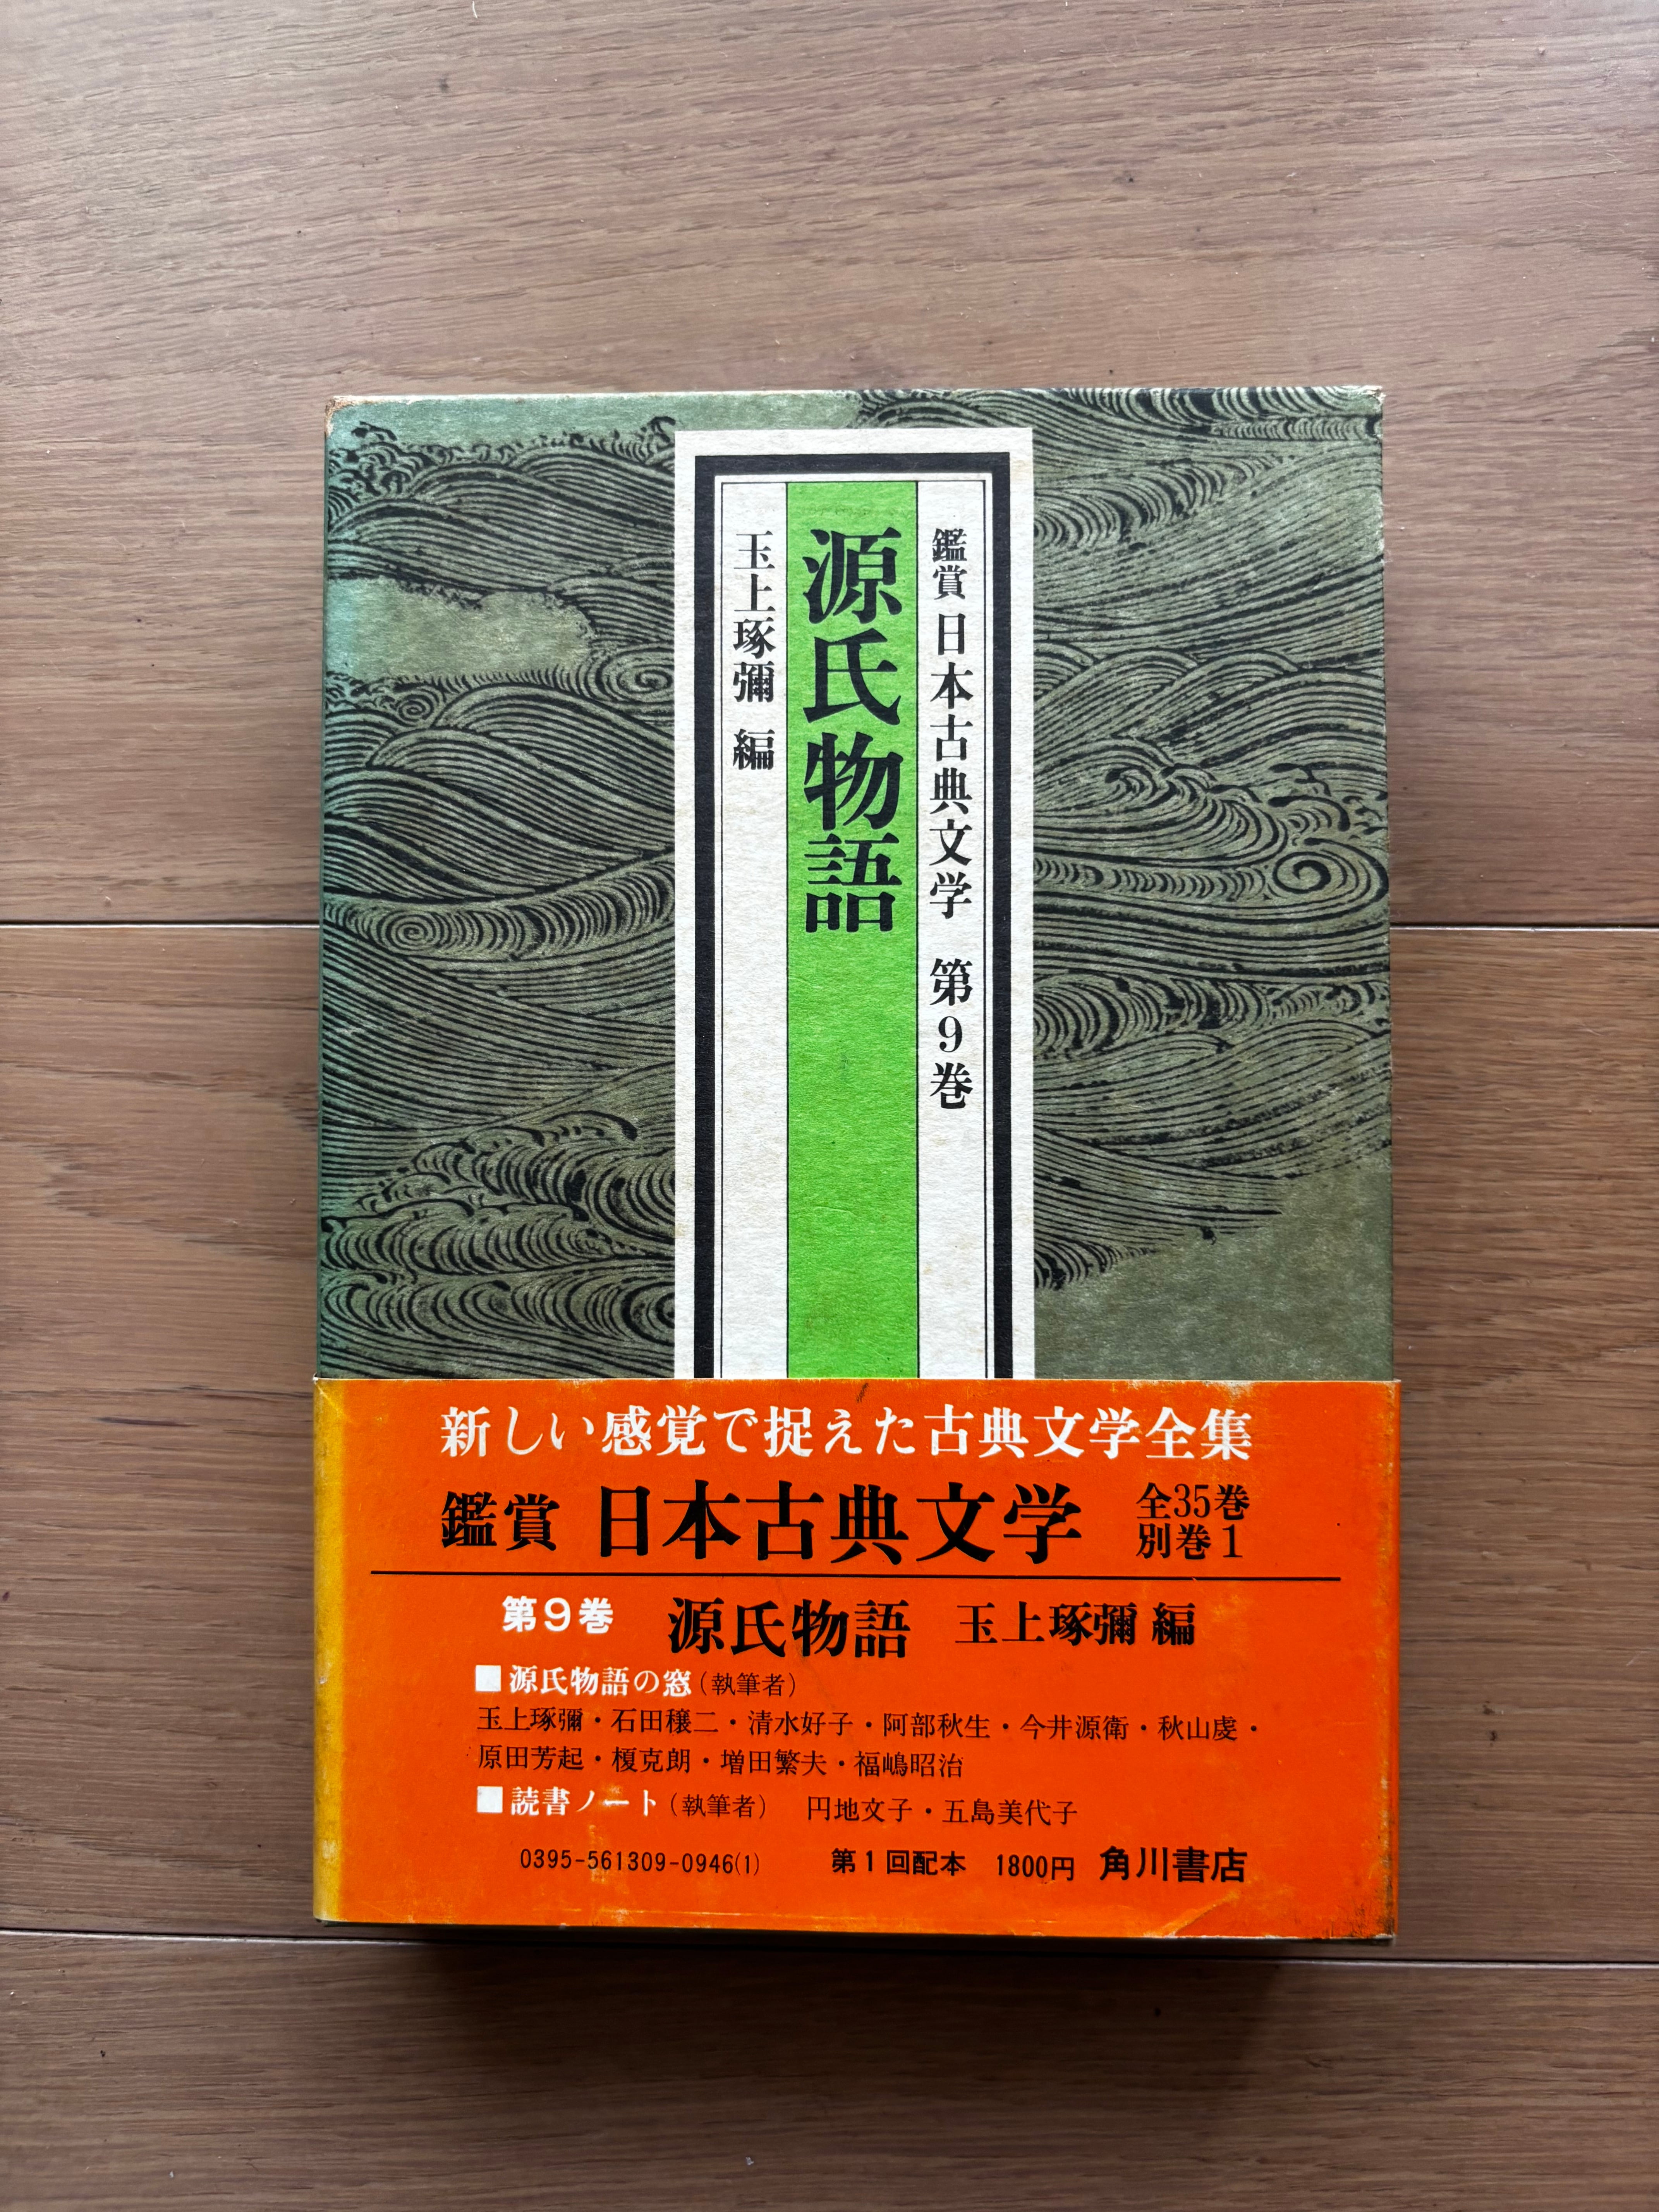 鑑賞 日本古典文学 第9巻
源氏物語
玉上琢彌 編
新しい感覚で捉えた古典文学全集
鑑賞 日本古典文学 全35巻 別巻1
第9巻 源氏物語 玉上琢彌 編
■源氏物語の窓(執筆者)
玉上琢彌・石田穣二・清水好子・阿部秋生・今井源衛・秋山虔・
原田芳起・榎克朗・増田繁夫・福嶋昭治
■読書ノート(執筆者) 円地文子・五島美代子
0395-561309-0946(1) 第1回配本 1800円 角川書店